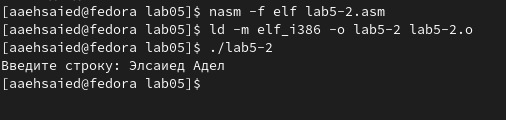 [aaehsaied@fedora lab05]$ nasm -f elf lab5-2.asm
[aaehsaied@fedora lab05]$ ld -m elf_i386 -o lab5-2 lab5-2.o
[aaehsaied@fedora lab05]$ ./lab5-2
Введите строку: Элсаиед Адел
[aaehsaied@fedora lab05]$